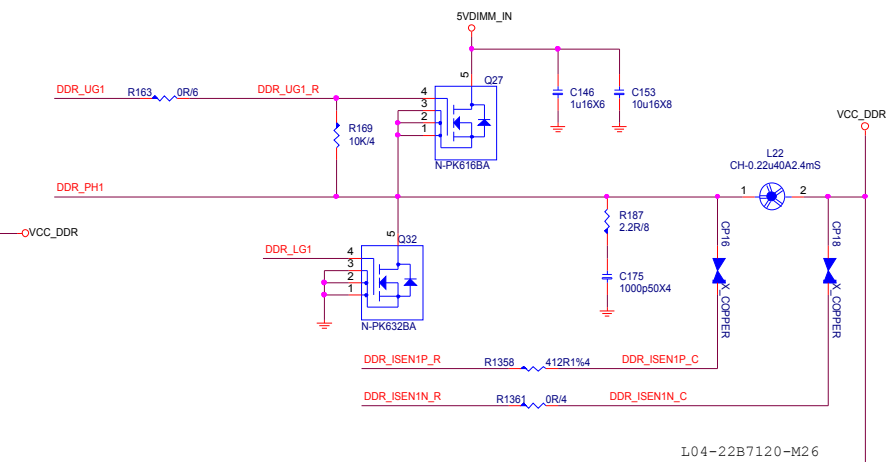 5VDIMM_IN
5
Q27
DDR_UG1
R163
0R/6
DDR_UG1_R
4
3
2
1
C146
1u16X6
C153
10u16X8
R169
10K/4
VCC_DDR
N-PK616BA
L22
CH-0.22u40A2.4mS
DDR_PH1
1
2
VCC_DDR
5
Q32
DDR_LG1
4
3
2
1
R187
2.2R/8
CP16
CP18
C175
1000p50X4
X_COPPER
X_COPPER
N-PK632BA
DDR_ISEN1P_R
R1358
412R1%4
DDR_ISEN1P_C
DDR_ISEN1N_R
R1361
0R/4
DDR_ISEN1N_C
L04-22B7120-M26